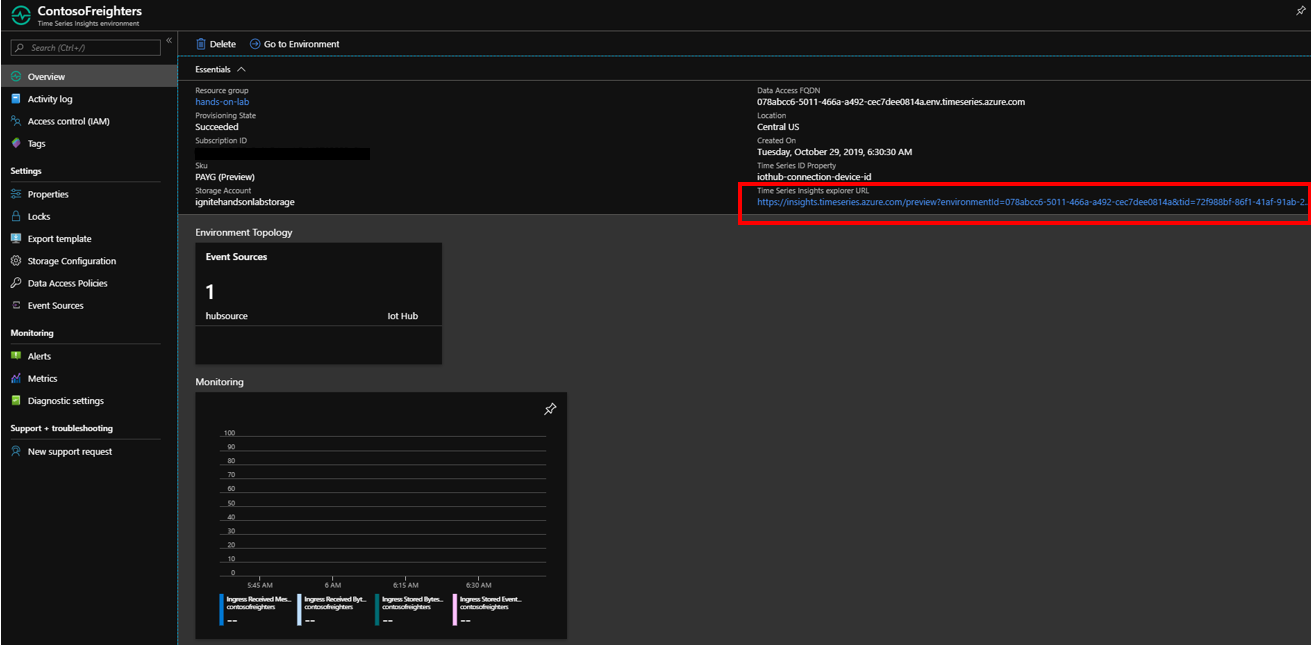 ContosoFreighters
Time Series Insights environment
Search (Ctrl+/)
«
Overview
Activity log
Access control (IAM)
Tags
Settings
Properties
Locks
Export template
Storage Configuration
Data Access Policies
Event Sources
Monitoring
Alerts
Metrics
Diagnostic settings
Support + troubleshooting
New support request
Delete
Go to Environment
Essentials
Resource group
hands-on-lab
Provisioning State
Succeeded
Subscription ID
Sku
PAYG (Preview)
Storage Account
ignitehandsonlabstorage
Data Access FQDN
078abcc6-5011-466a-a492-cec7dee0814a.env.timeseries.azure.com
Location
Central US
Created On
Tuesday, October 29, 2019, 6:30:30 AM
Time Series ID Property
iothub-connection-device-id
Time Series Insights explorer URL
https://insights.timeseries.azure.com/preview?environmentId=078abcc6-5011-466a-a492-cec7dee0814a&tid=72f988bf-86f1-41af-91ab-2...
Environment Topology
Event Sources
1
hubsource Iot Hub
Monitoring
100
90
80
70
60
50
40
30
20
10
0
5:45 AM 6 AM 6:15 AM 6:30 AM
Ingress Received Mes... Ingress Received Byt... Ingress Stored Bytes... Ingress Stored Event...
contosofreighters contosofreighters contosofreighters contosofreighters
-- -- -- --